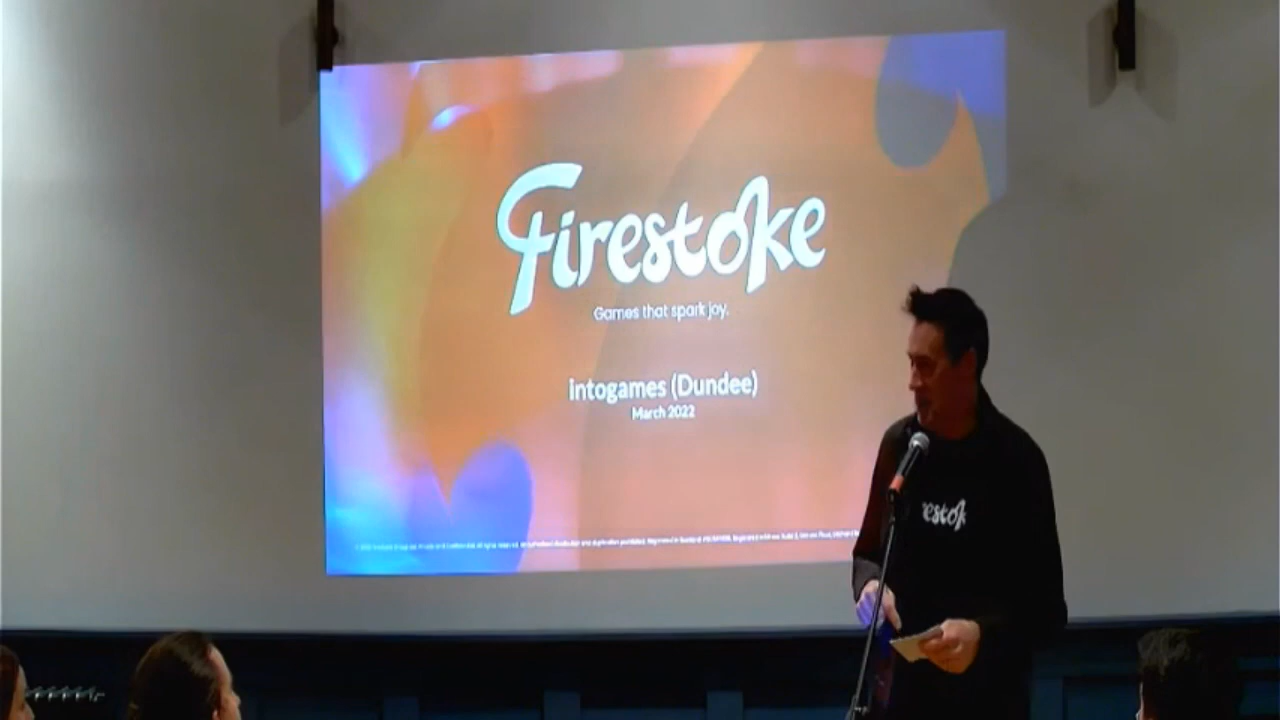 Firestoke
Games that spark joy.
intogames (Dundee)
March 2022
estok